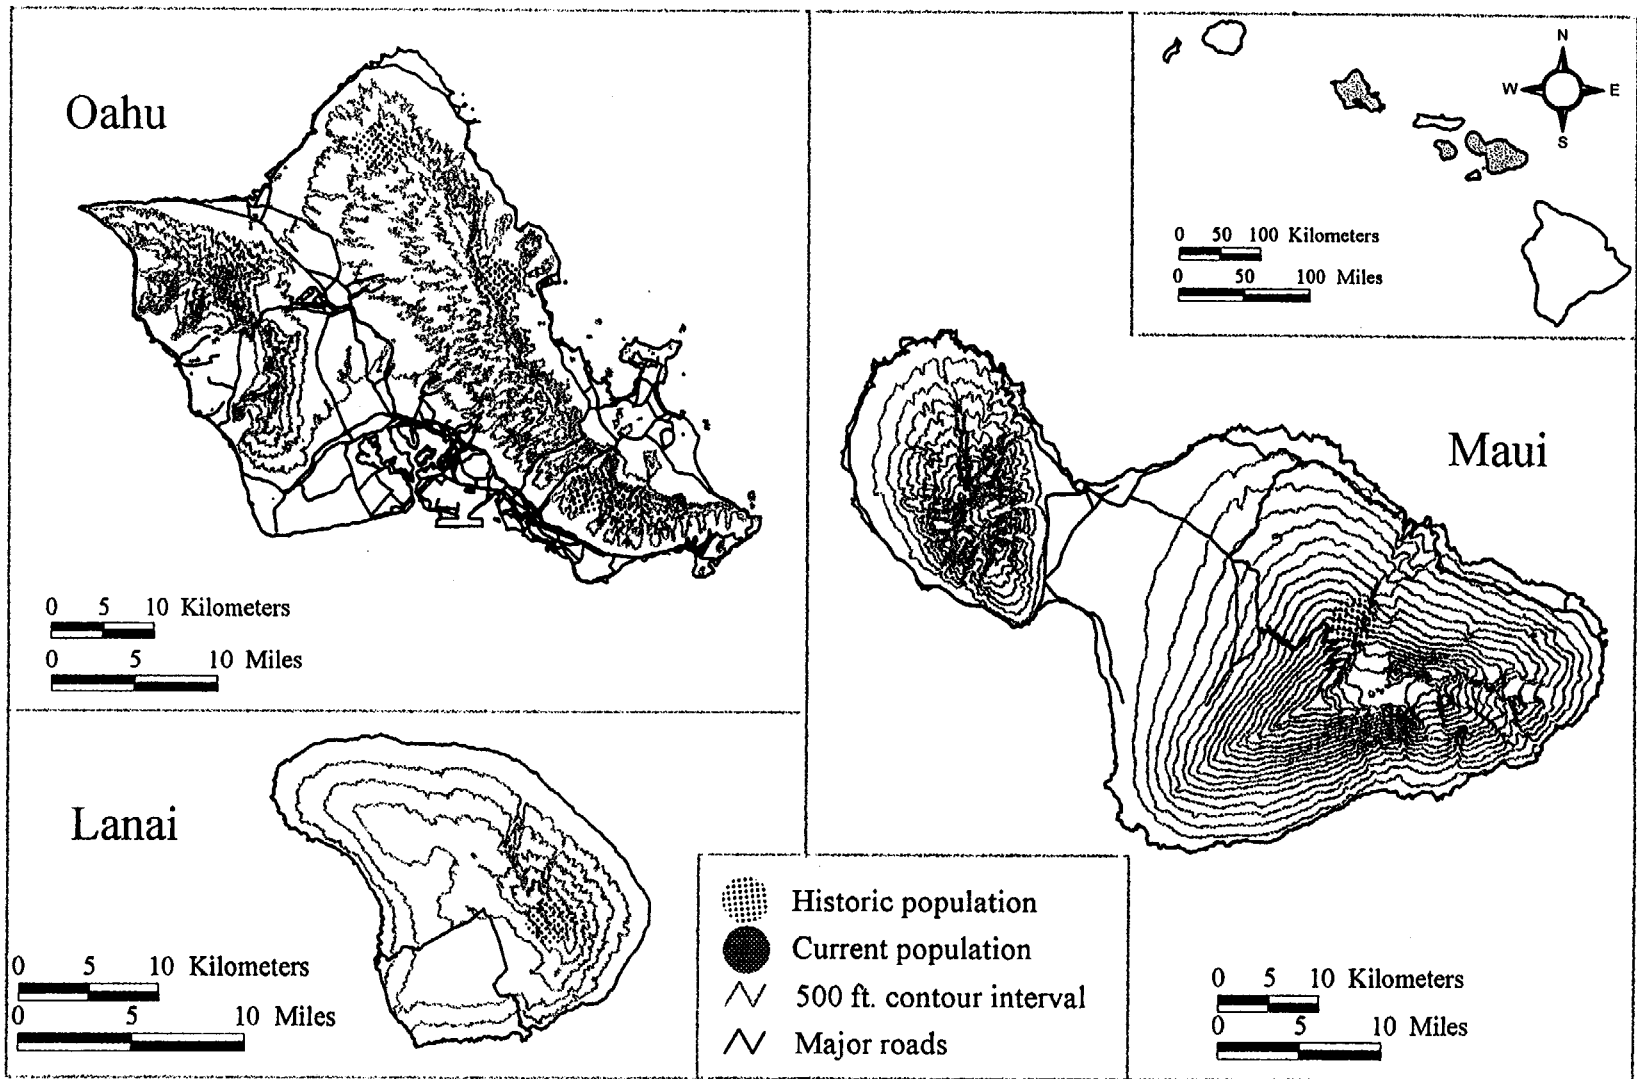 Oahu
0 5 10 Kilometers
0 5 10 Miles
Lanai
0 5 10 Kilometers
0 5 10 Miles
N
W E
S
0 50 100 Kilometers
0 50 100 Miles
Maui
Historic population
Current population
500 ft. contour interval
Major roads
0 5 10 Kilometers
0 5 10 Miles